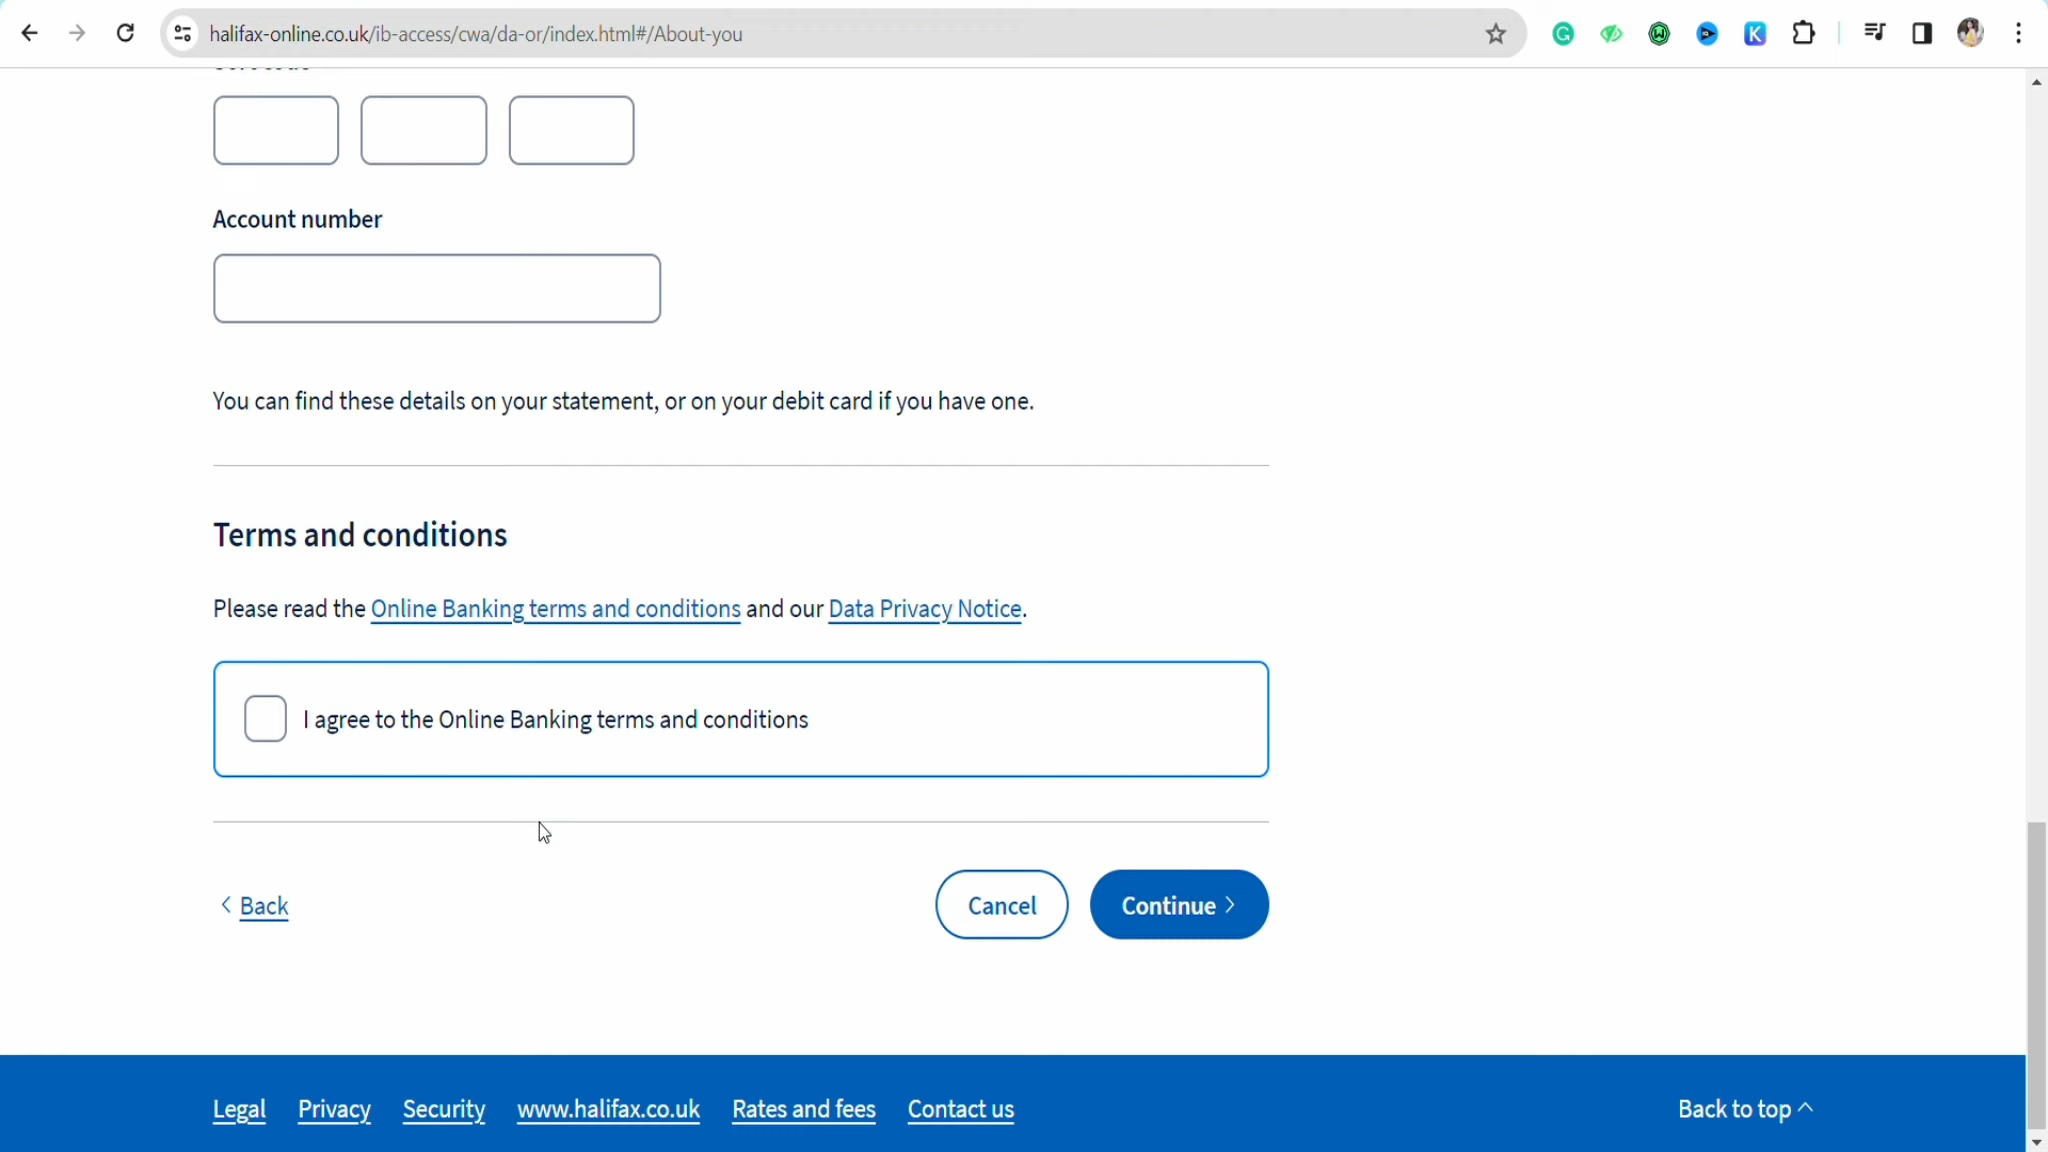 halifax-online.co.uk/ib-access/cwa/da-or/index.html#/About-you
Account number
You can find these details on your statement, or on your debit card if you have one.
Terms and conditions
Please read the Online Banking terms and conditions and our Data Privacy Notice.
I agree to the Online Banking terms and conditions
Back
Cancel
Continue
Legal
Privacy
Security
www.halifax.co.uk
Rates and fees
Contact us
Back to top